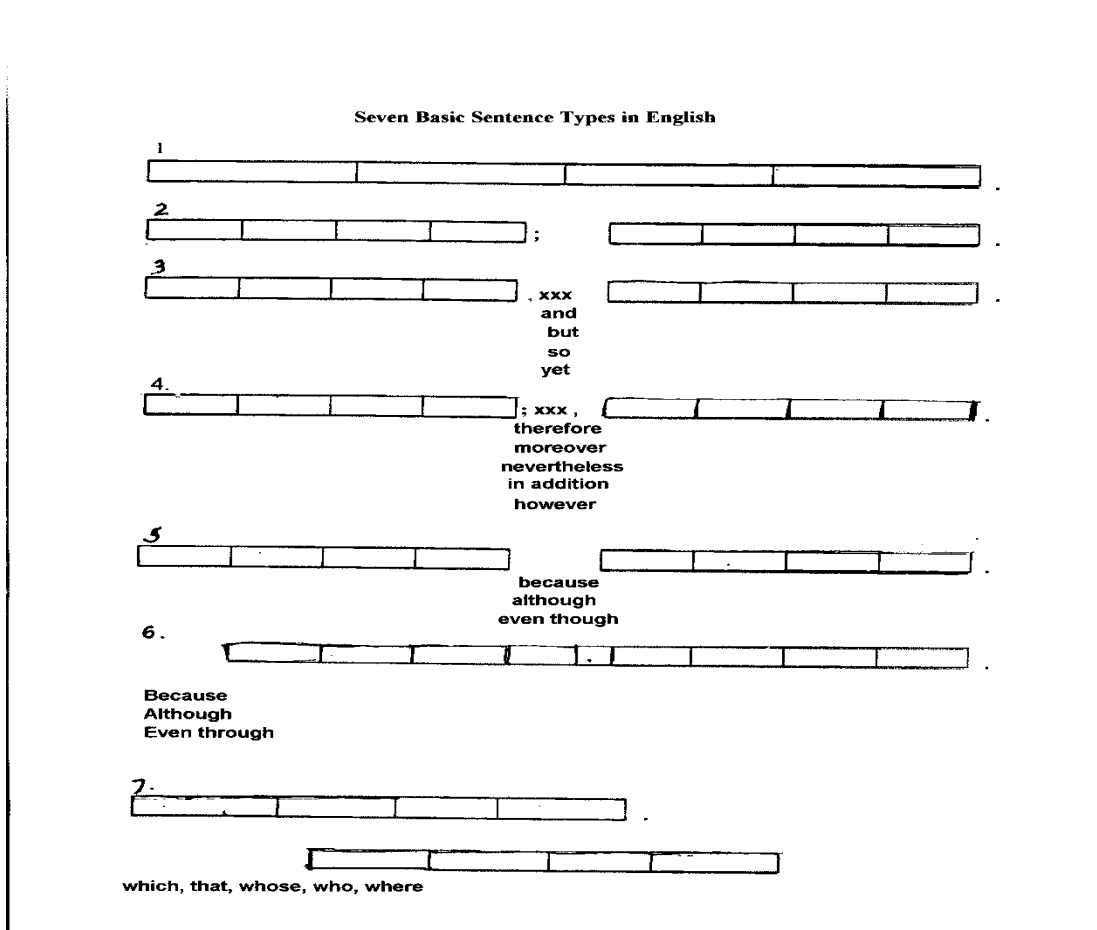 Seven Basic Sentence Types in English
1
.
2
;
.
3
, xxx
.
and
but
so
yet
4.
; xxx ,
.
therefore
moreover
nevertheless
in addition
however
5
.
because
although
even though
6.
.
Because
Although
Even through
7.
.
which, that, whose, who, where